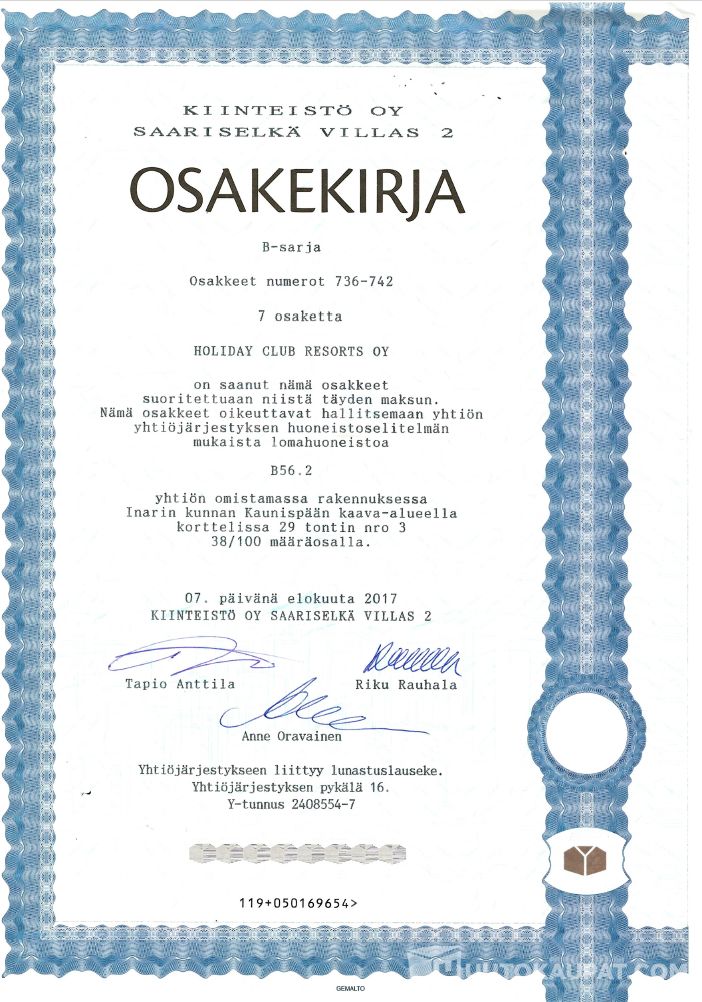 KIINTEISTÖ OY
SAARISELKÄ VILLAS 2
OSAKEKIRJA
B-sarja
Osakkeet numerot 736-742
7 osaketta
HOLIDAY CLUB RESORTS OY
on saanut nämä osakkeet
suoritettuaan niistä täyden maksun.
Nämä osakkeet oikeuttavat hallitsemaan yhtiön
yhtiöjärjestyksen huoneistoselitelmän
mukaista lomahuoneistoa
B56.2
yhtiön omistamassa rakennuksessa
Inarin kunnan Kaunispään kaava-alueella
korttelissa 29 tontin nro 3
38/100 määräosalla.
07. päivänä elokuuta 2017
KIINTEISTÖ OY SAARISELKÄ VILLAS 2
Tapio Anttila
Riku Rauhala
Anne Oravainen
Yhtiöjärjestykseen liittyy lunastuslauseke.
Yhtiöjärjestyksen pykälä 16.
Y-tunnus 2408554-7
119+050169654>
HUUTOKAUPAT.COM
GEMALTO